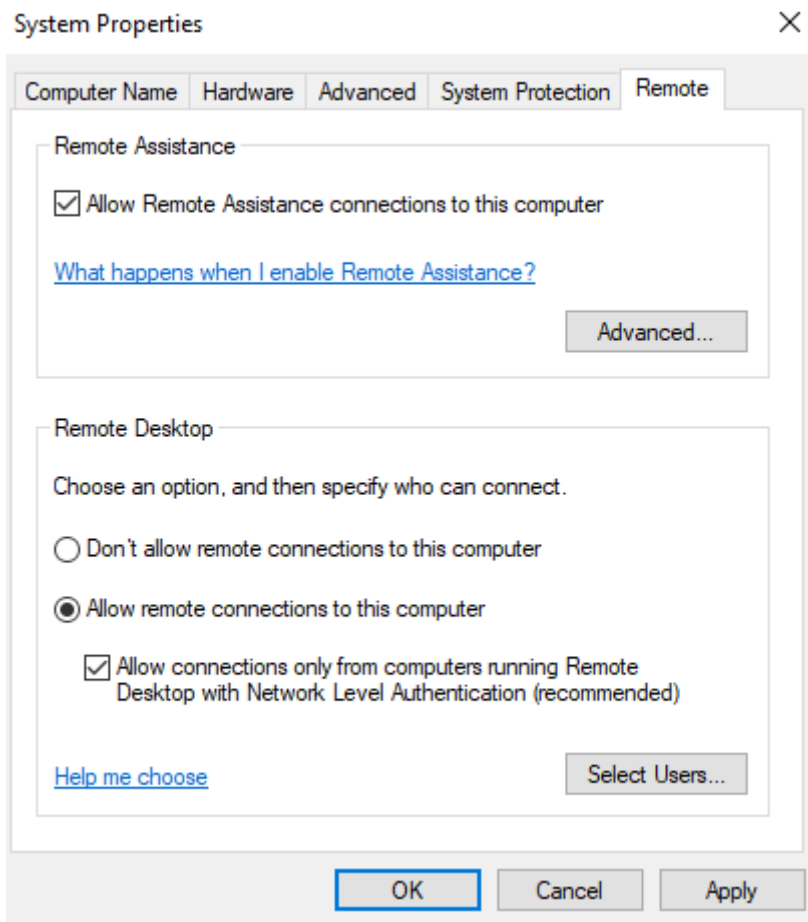 System Properties
Computer Name
Hardware
Advanced
System Protection
Remote
Remote Assistance
Allow Remote Assistance connections to this computer
What happens when I enable Remote Assistance?
Advanced...
Remote Desktop
Choose an option, and then specify who can connect.
Don't allow remote connections to this computer
Allow remote connections to this computer
Allow connections only from computers running Remote
Desktop with Network Level Authentication (recommended)
Help me choose
Select Users...
OK
Cancel
Apply